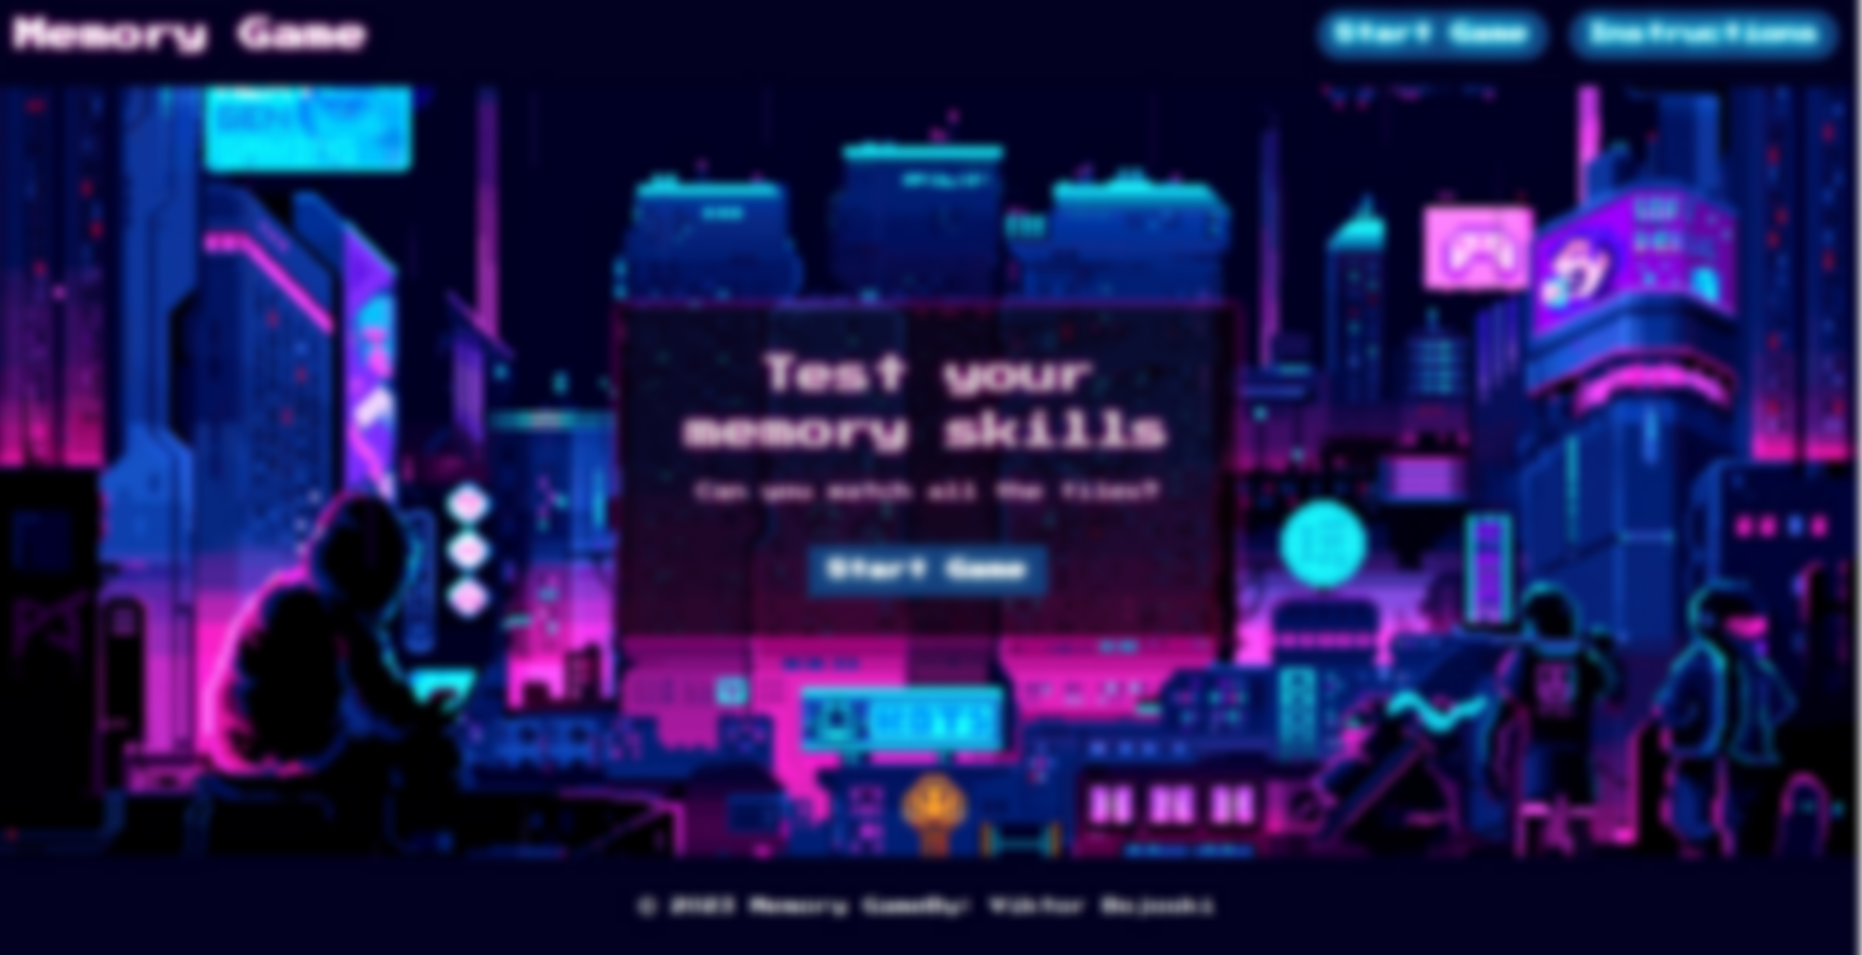 Memory Game
Start Game
Instructions
Test your
memory skills
Can you match all the tiles?
Start Game
© 2023 Memory GameBy: Viktor Bojoski